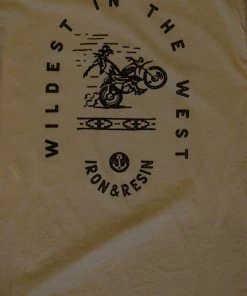 WILDEST IN THE WEST
IRON & RESIN